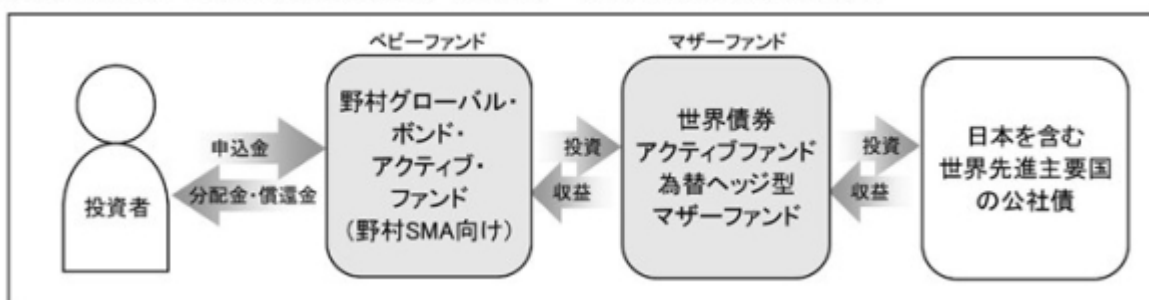 ベビーファンド
マザーファンド
投資者
申込金
分配金・償還金
野村グローバル・
ボンド・
アクティブ・
ファンド
(野村SMA向け)
投資
収益
世界債券
アクティブファンド
為替ヘッジ型
マザーファンド
投資
収益
日本を含む
世界先進主要国
の公社債